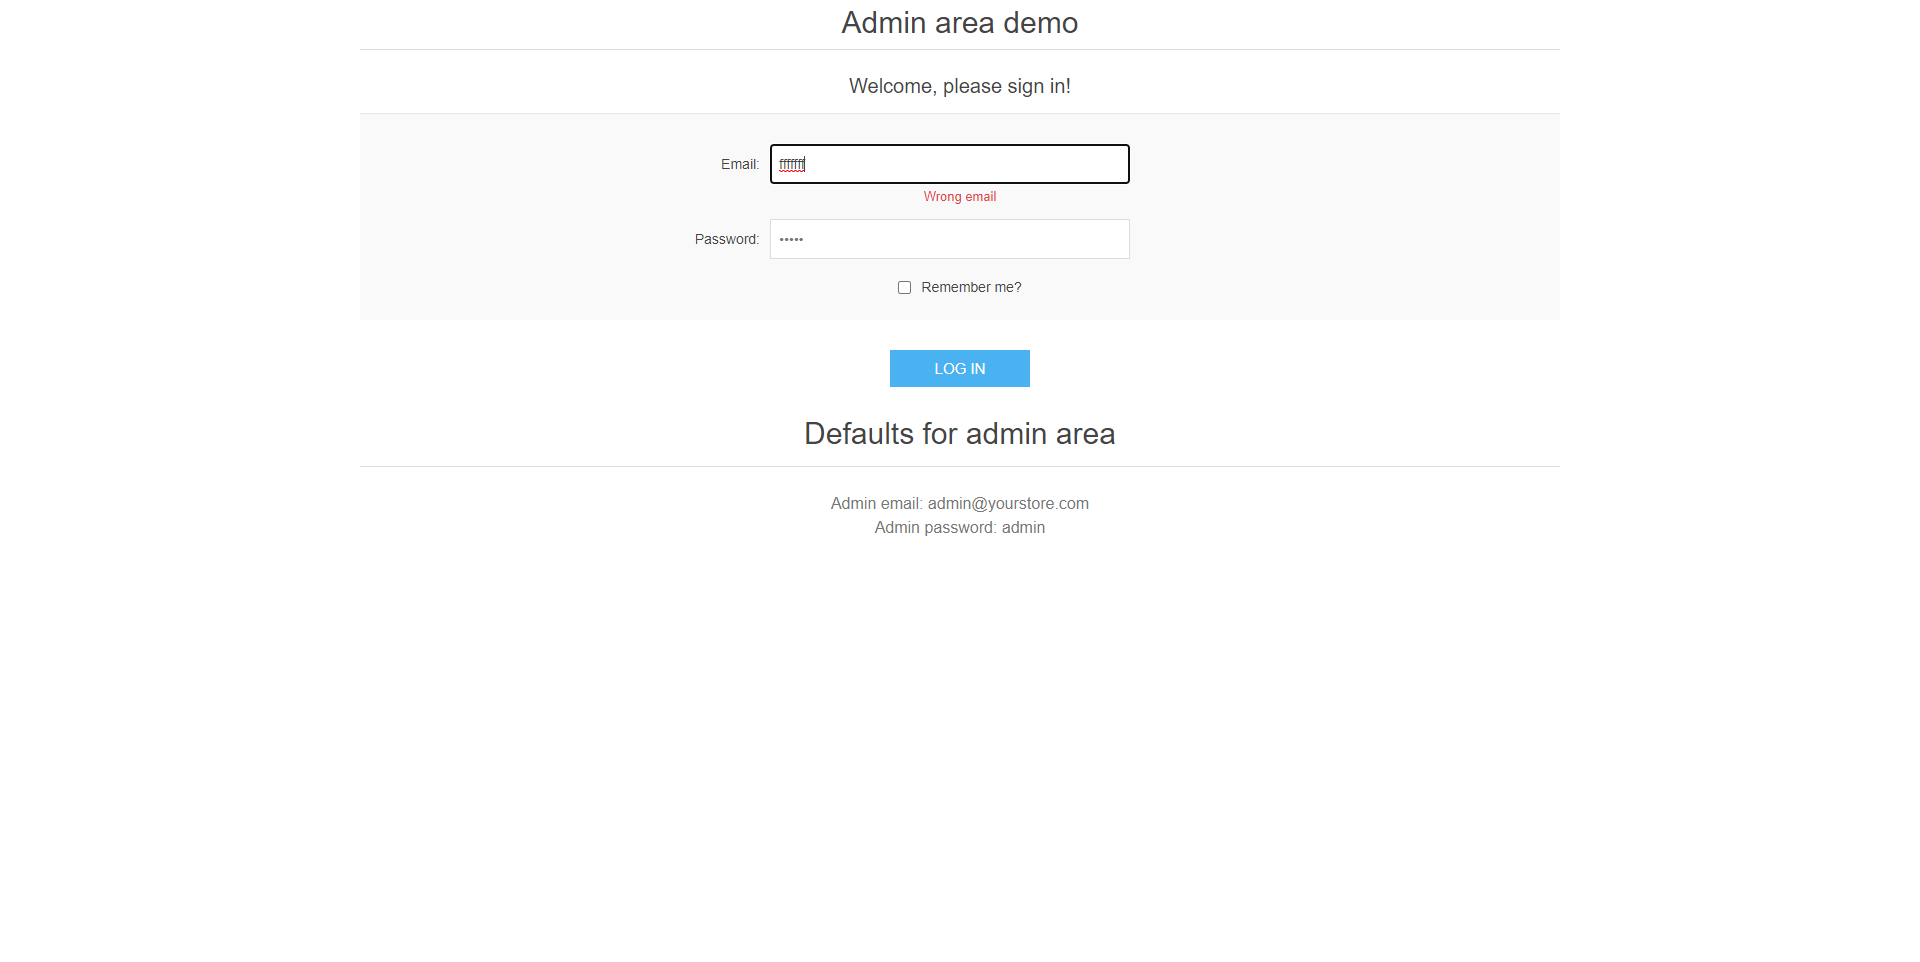 Admin area demo
Welcome, please sign in!
Email: fffffff
Wrong email
Password: •••••
Remember me?
LOG IN
Defaults for admin area
Admin email: admin@yourstore.com
Admin password: admin